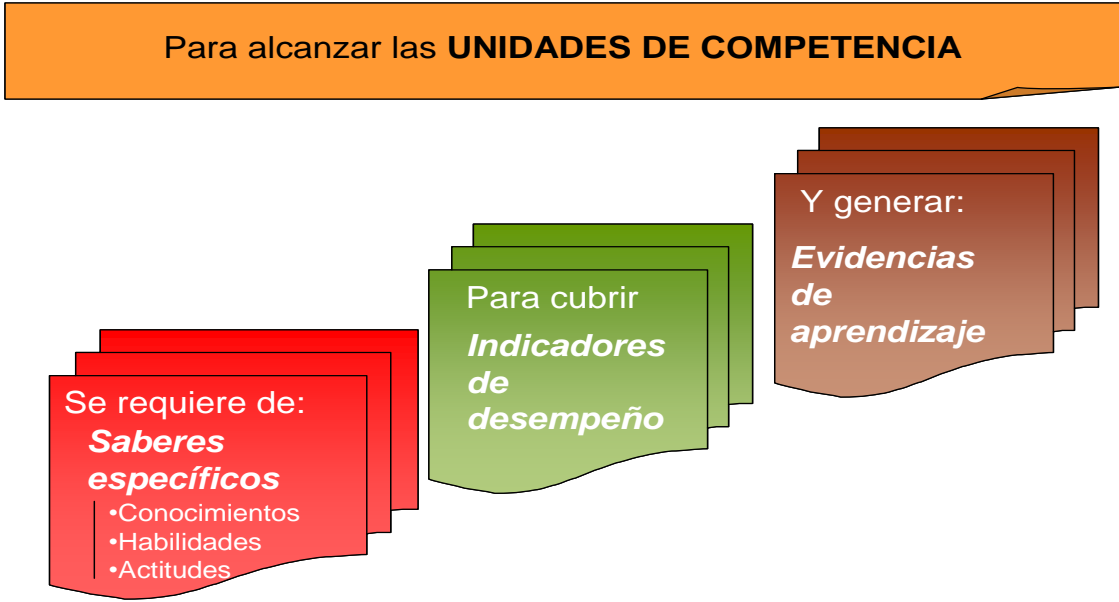 Para alcanzar las UNIDADES DE COMPETENCIA
Se requiere de:
Saberes
específicos
•Conocimientos
•Habilidades
•Actitudes
Para cubrir
Indicadores
de
desempeño
Y generar:
Evidencias
de
aprendizaje